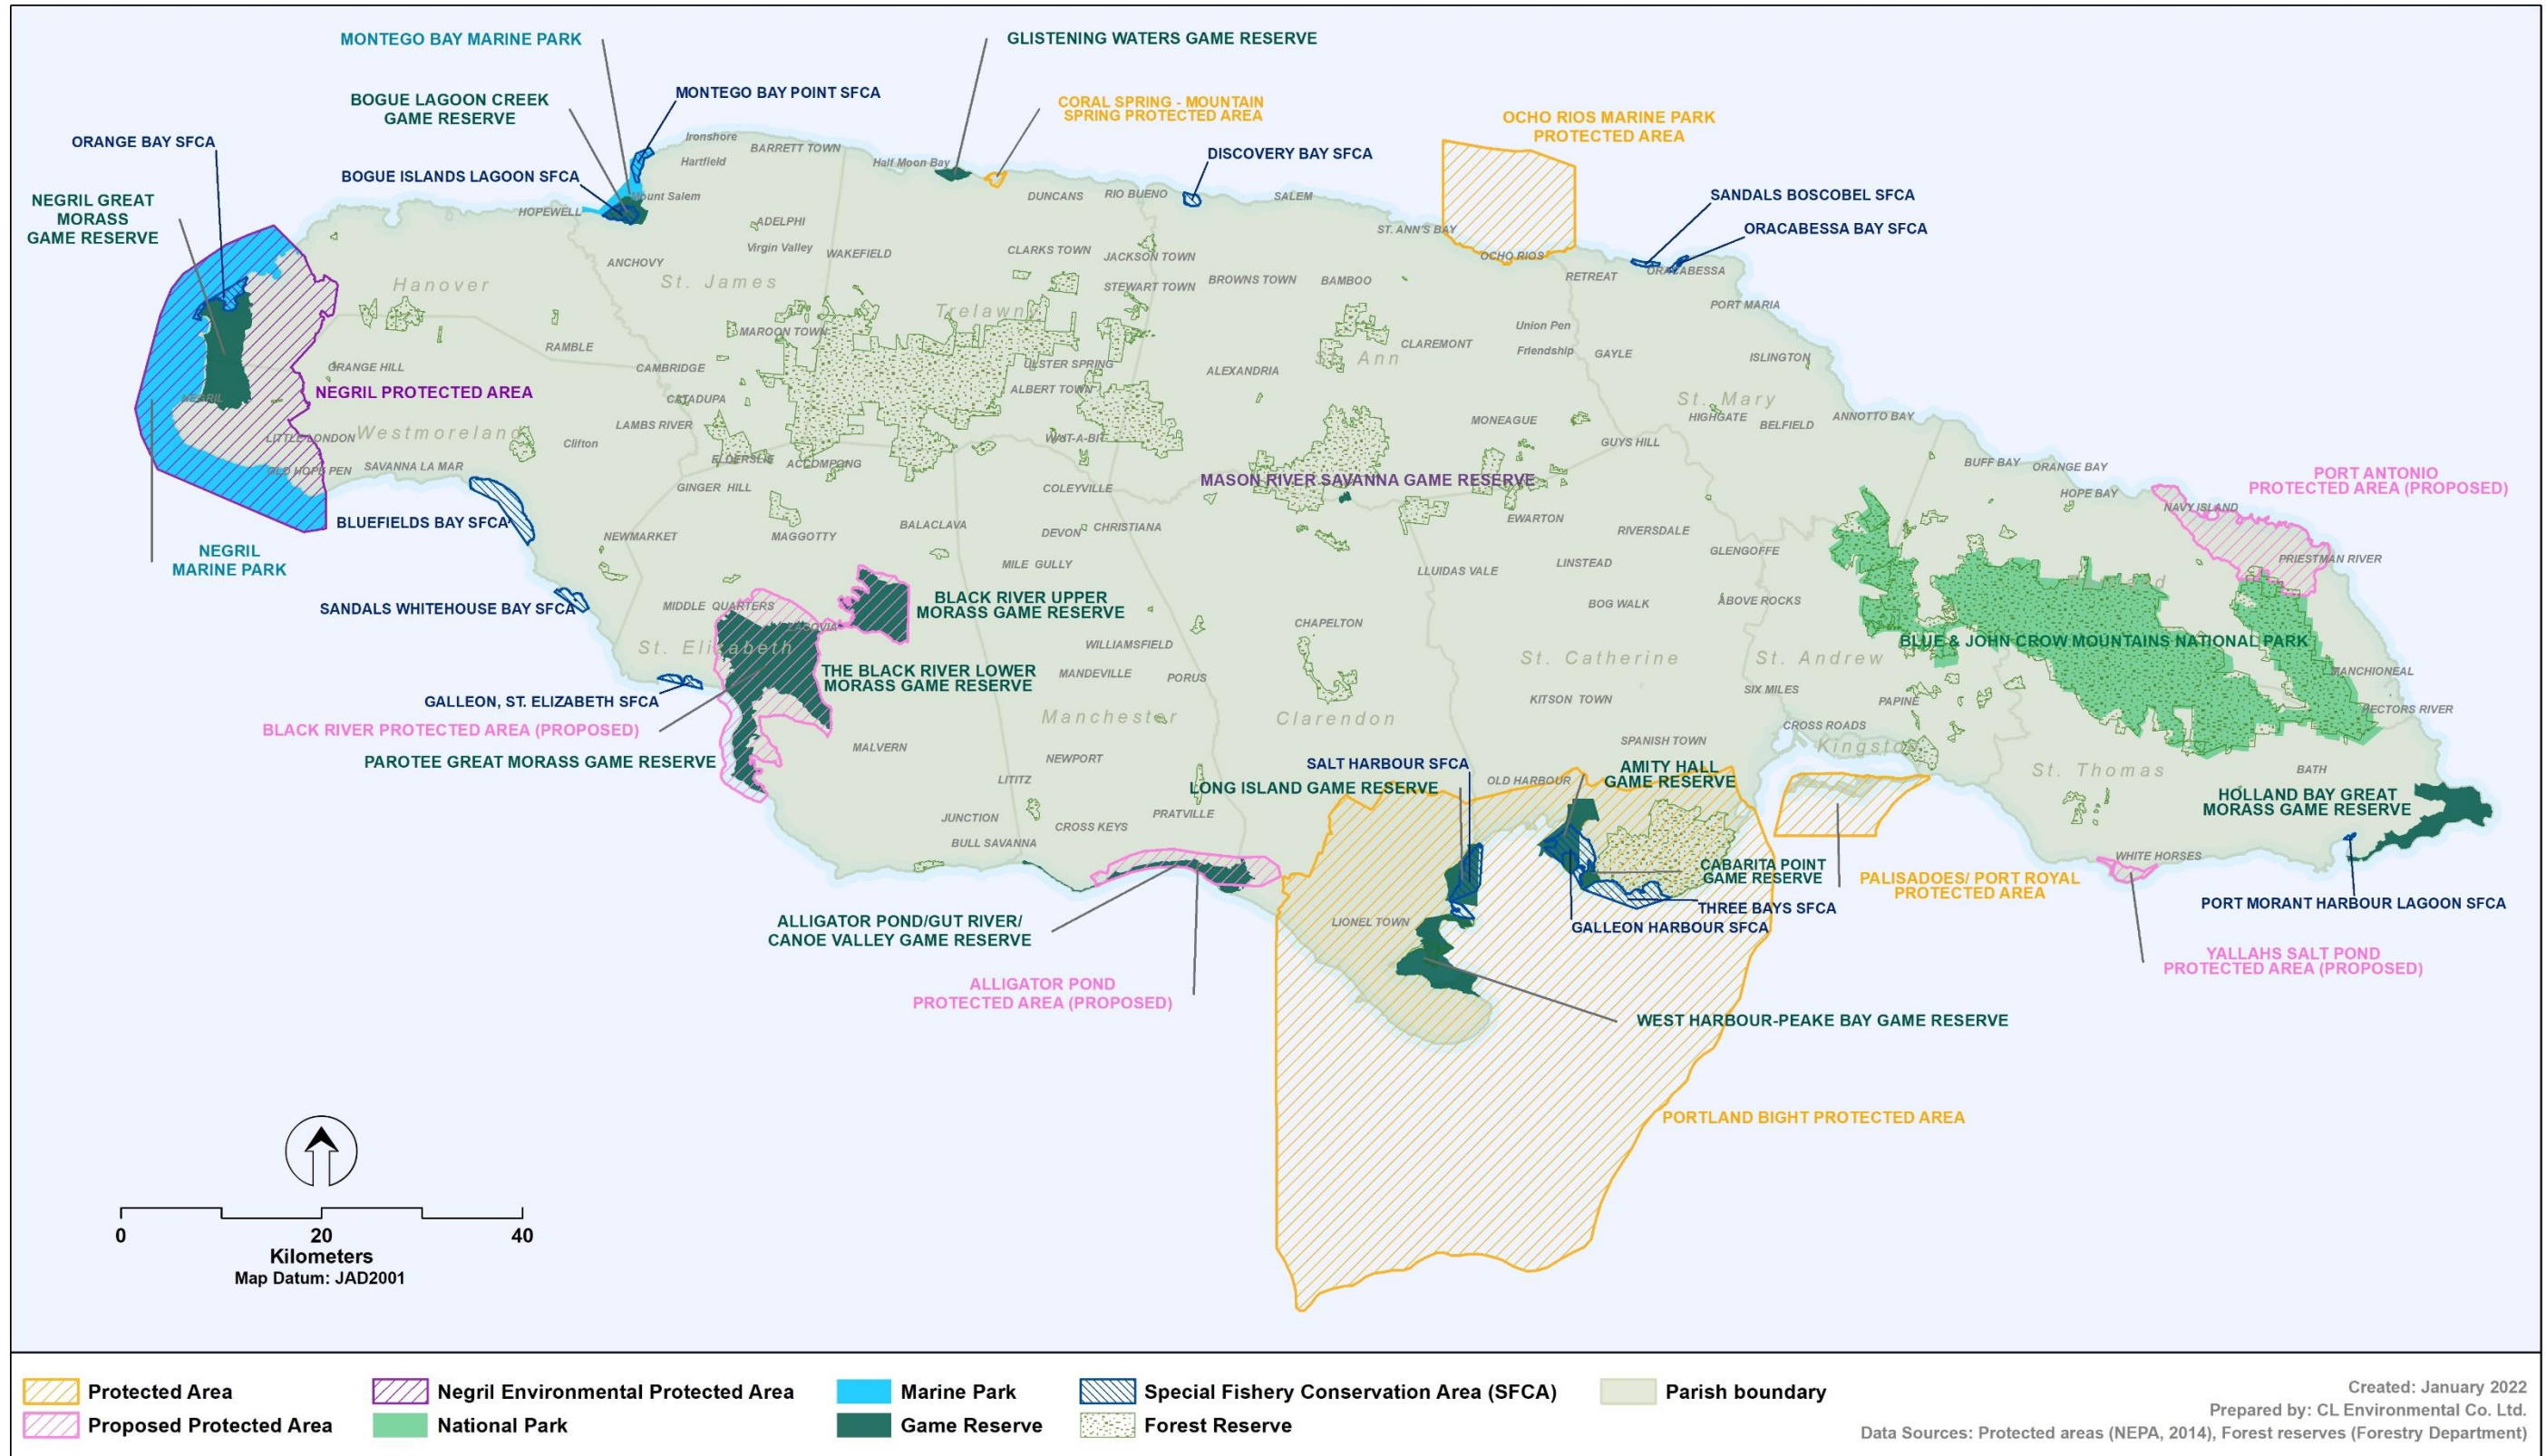 MONTEGO BAY MARINE PARK
GLISTENING WATERS GAME RESERVE
BOGUE LAGOON CREEK
GAME RESERVE
MONTEGO BAY POINT SFCA
CORAL SPRING - MOUNTAIN
SPRING PROTECTED AREA
OCHO RIOS MARINE PARK
PROTECTED AREA
ORANGE BAY SFCA
BOGUE ISLANDS LAGOON SFCA
DISCOVERY BAY SFCA
SANDALS BOSCOBEL SFCA
ORACABESSA BAY SFCA
NEGRIL GREAT
MORASS
GAME RESERVE
Ironshore
BARRETT TOWN
Hartfield
Half Moon Bay
Mount Salem
HOPEWELL
ADELPHI
Virgin Valley
WAKEFIELD
ANCHOVY
DUNCANS
RIO BUENO
SALEM
ST. ANN'S BAY
OCHO RIOS
RETREAT
ORACABESSA
PORT MARIA
CLARKS TOWN
JACKSON TOWN
STEWART TOWN
BROWNS TOWN
BAMBOO
Hanover
St. James
Trelawny
MAROON TOWN
RAMBLE
CAMBRIDGE
ORANGE HILL
ULSTER SPRING
ALBERT TOWN
ALEXANDRIA
St. Ann
CLAREMONT
Union Pen
Friendship
GAYLE
ISLINGTON
NEGRIL
NEGRIL PROTECTED AREA
CATADUPA
LAMBS RIVER
Clifton
LITTLE LONDON
Westmoreland
OLD HOPE PEN
SAVANNA LA MAR
ELDERSLIE
ACCOMPONG
GINGER HILL
WAIT-A-BIT
COLEYVILLE
MONEAGUE
GUYS HILL
St. Mary
HIGHGATE
BELFIELD
ANNOTTO BAY
MASON RIVER SAVANNA GAME RESERVE
BUFF BAY
ORANGE BAY
HOPE BAY
NAVY ISLAND
PORT ANTONIO
PROTECTED AREA (PROPOSED)
PRIESTMAN RIVER
BLUEFIELDS BAY SFCA
NEGRIL
MARINE PARK
NEWMARKET
MAGGOTTY
BALACLAVA
DEVON
CHRISTIANA
MILE GULLY
EWARTON
RIVERSDALE
GLENGOFFE
LLUIDAS VALE
LINSTEAD
BOG WALK
ABOVE ROCKS
SANDALS WHITEHOUSE BAY SFCA
MIDDLE QUARTERS
BLACK RIVER UPPER
MORASS GAME RESERVE
St. Elizabeth
THE BLACK RIVER LOWER
MORASS GAME RESERVE
WILLIAMSFIELD
MANDEVILLE
PORUS
CHAPELTON
St. Catherine
St. Andrew
BLUE & JOHN CROW MOUNTAINS NATIONAL PARK
MANCHIONEAL
HECTORS RIVER
GALLEON, ST. ELIZABETH SFCA
BLACK RIVER PROTECTED AREA (PROPOSED)
PAROTEE GREAT MORASS GAME RESERVE
MALVERN
Manchester
Clarendon
KITSON TOWN
SIX MILES
PAPINE
CROSS ROADS
Kingston
SPANISH TOWN
NEWPORT
LITITZ
SALT HARBOUR SFCA
LONG ISLAND GAME RESERVE
OLD HARBOUR
AMITY HALL
GAME RESERVE
St. Thomas
BATH
HOLLAND BAY GREAT
MORASS GAME RESERVE
JUNCTION
CROSS KEYS
PRATVILLE
BULL SAVANNA
CABARITA POINT
GAME RESERVE
PALISADOES/ PORT ROYAL
PROTECTED AREA
WHITE HORSES
PORT MORANT HARBOUR LAGOON SFCA
THREE BAYS SFCA
GALLEON HARBOUR SFCA
LIONEL TOWN
ALLIGATOR POND/GUT RIVER/
CANOE VALLEY GAME RESERVE
ALLIGATOR POND
PROTECTED AREA (PROPOSED)
YALLAHS SALT POND
PROTECTED AREA (PROPOSED)
WEST HARBOUR-PEAKE BAY GAME RESERVE
PORTLAND BIGHT PROTECTED AREA
0 20 40
Kilometers
Map Datum: JAD2001
Protected Area
Negril Environmental Protected Area
Marine Park
Special Fishery Conservation Area (SFCA)
Parish boundary
Proposed Protected Area
National Park
Game Reserve
Forest Reserve
Created: January 2022
Prepared by: CL Environmental Co. Ltd.
Data Sources: Protected areas (NEPA, 2014), Forest reserves (Forestry Department)